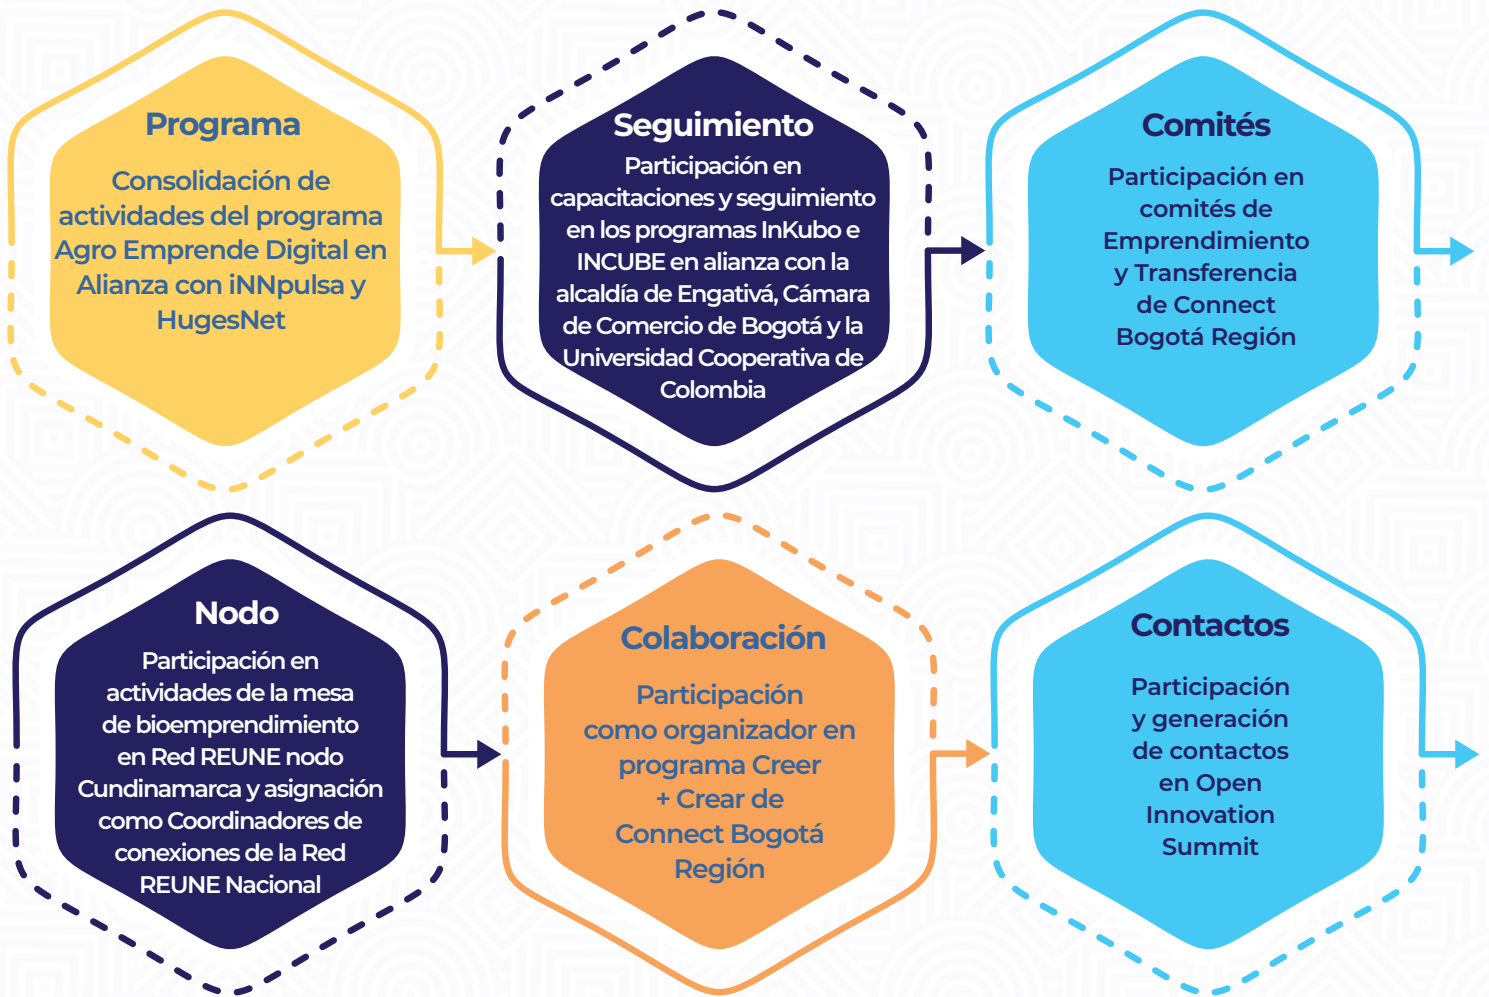 Programa
Consolidación de
actividades del programa
Agro Emprende Digital en
Alianza con iNNpulsa y
HugesNet
Seguimiento
Participación en
capacitaciones y seguimiento
en los programas InKubo e
INCUBE en alianza con la
alcaldía de Engativá, Cámara
de Comercio de Bogotá y la
Universidad Cooperativa de
Colombia
Comités
Participación en
comités de
Emprendimiento
y Transferencia
de Connect
Bogotá Región
Nodo
Participación en
actividades de la mesa
de bioemprendimiento
en Red REUNE nodo
Cundinamarca y asignación
como Coordinadores de
conexiones de la Red
REUNE Nacional
Colaboración
Participación
como organizador en
programa Creer
+ Crear de
Connect Bogotá
Región
Contactos
Participación
y generación
de contactos
en Open
Innovation
Summit